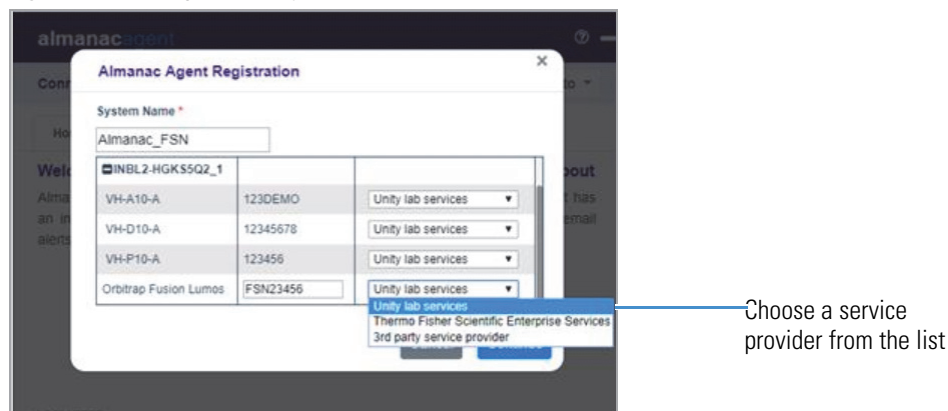 almanacagent
Almanac Agent Registration
×
System Name *
Almanac_FSN
INBL2-HGKS5Q2_1
VH-A10-A 123DEMO Unity lab services
VH-D10-A 12345678 Unity lab services
VH-P10-A 123456 Unity lab services
Orbitrap Fusion Lumos FSN23456 Unity lab services
Unity lab services
Thermo Fisher Scientific Enterprise Services
3rd party service provider
Choose a service
provider from the list